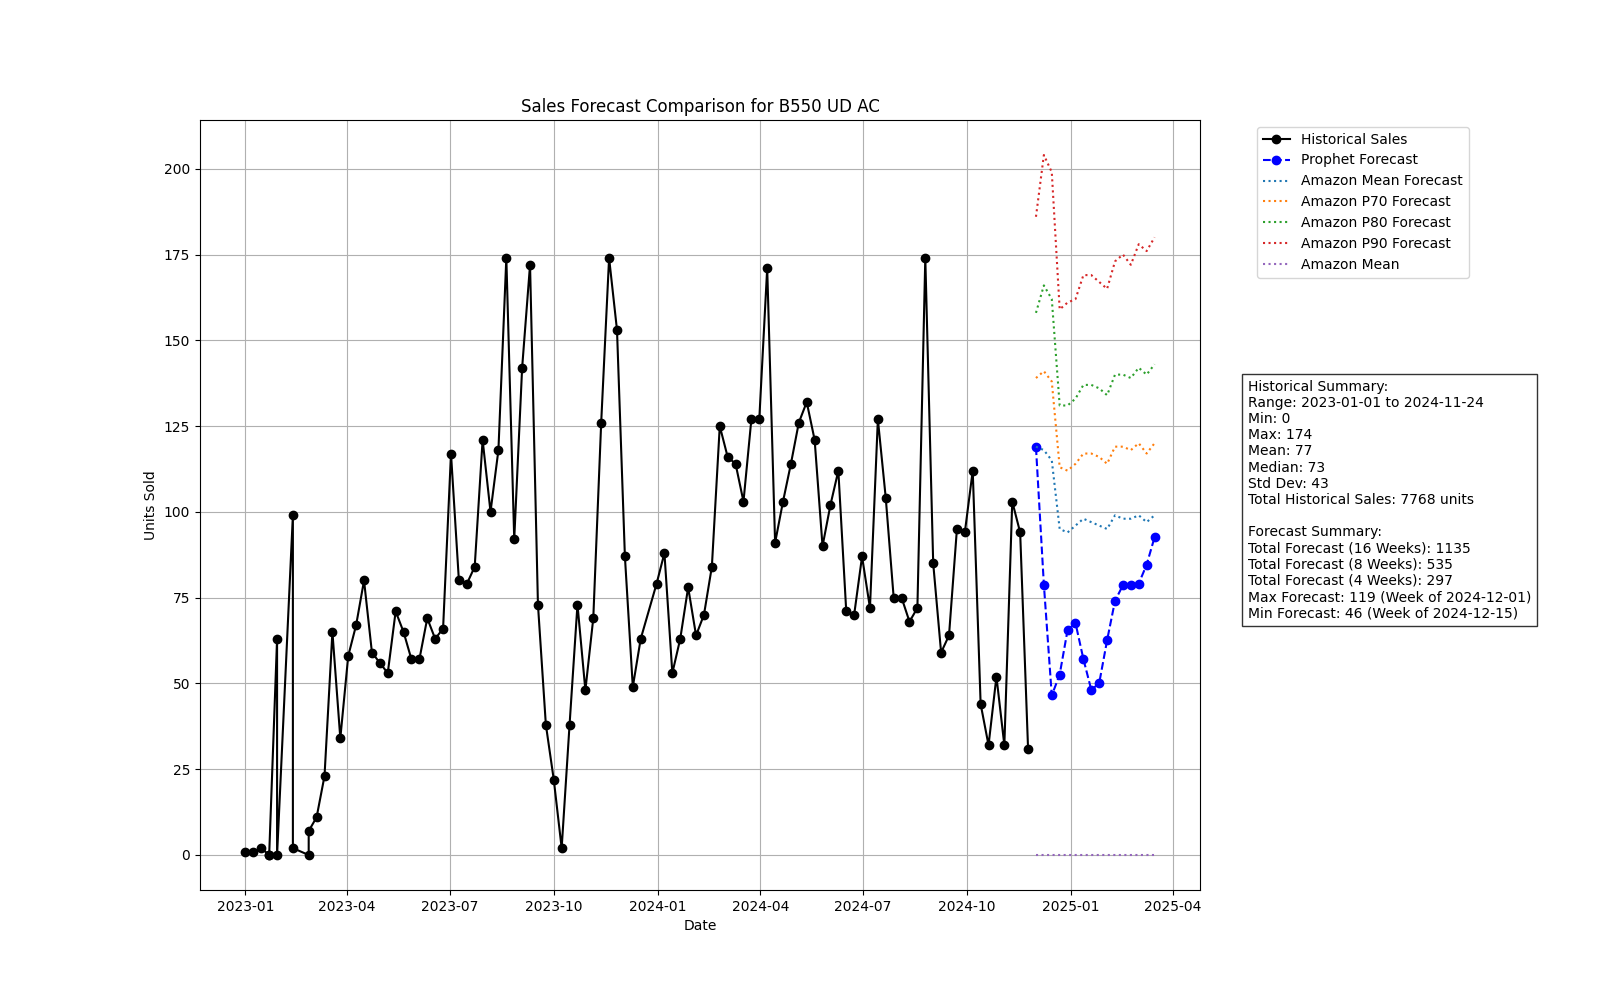 Sales Forecast Comparison for B550 UD AC
Units Sold
200
175
150
125
100
75
50
25
0
2023-01
2023-04
2023-07
2023-10
2024-01
2024-04
2024-07
2024-10
2025-01
2025-04
Date
Historical Sales
Prophet Forecast
Amazon Mean Forecast
Amazon P70 Forecast
Amazon P80 Forecast
Amazon P90 Forecast
Amazon Mean
Historical Summary:
Range: 2023-01-01 to 2024-11-24
Min: 0
Max: 174
Mean: 77
Median: 73
Std Dev: 43
Total Historical Sales: 7768 units
Forecast Summary:
Total Forecast (16 Weeks): 1135
Total Forecast (8 Weeks): 535
Total Forecast (4 Weeks): 297
Max Forecast: 119 (Week of 2024-12-01)
Min Forecast: 46 (Week of 2024-12-15)